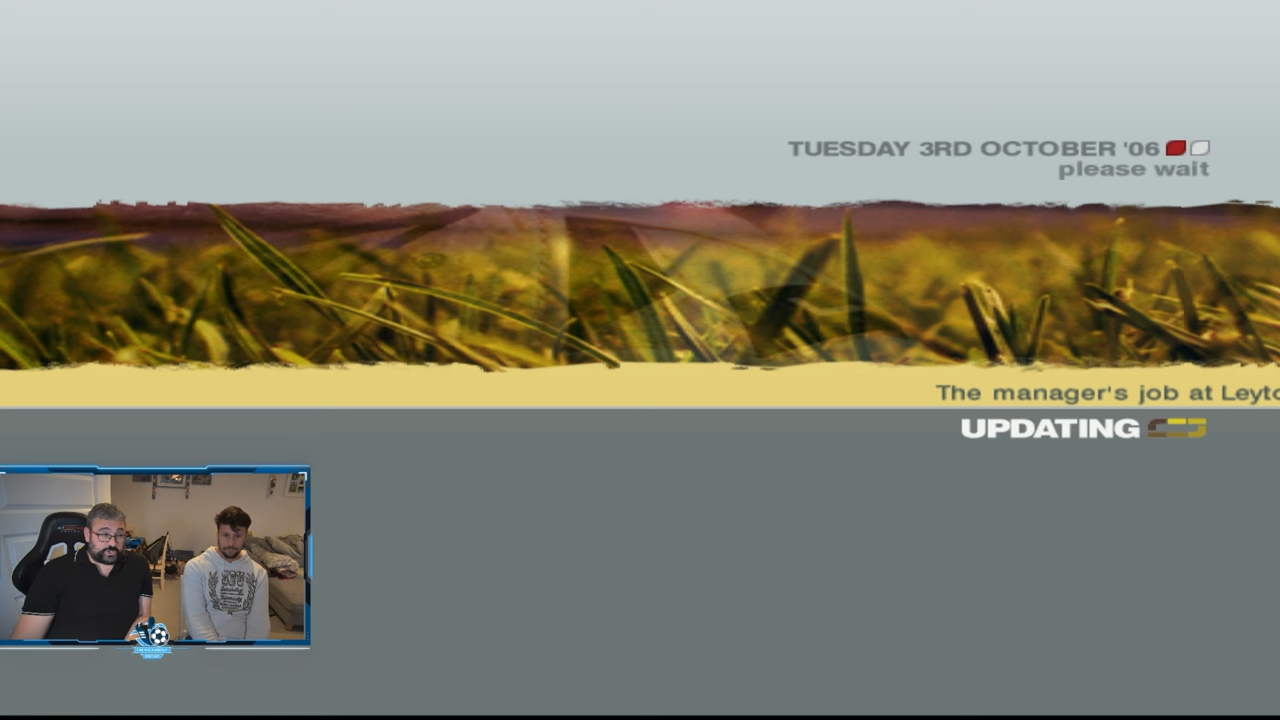 TUESDAY 3RD OCTOBER '06
please wait
The manager's job at Leyto
UPDATING